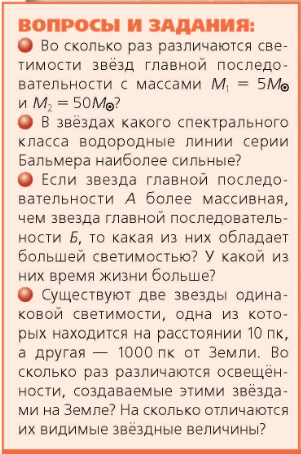 ВОПРОСЫ И ЗАДАНИЯ:
Во сколько раз различаются све-
тимости звёзд главной последо-
вательности с массами M₁ = 5M⊙
и M₂ = 50M⊙?
В звёздах какого спектрального
класса водородные линии серии
Бальмера наиболее сильные?
Если звезда главной последо-
вательности А более массивная,
чем звезда главной последователь-
ности Б, то какая из них обладает
большей светимостью? У какой из
них время жизни больше?
Существуют две звезды одина-
ковой светимости, одна из кото-
рых находится на расстоянии 10 пк,
а другая — 1000 пк от Земли. Во
сколько раз различаются освещён-
ности, создаваемые этими звёзда-
ми на Земле? На сколько отличаются
их видимые звёздные величины?